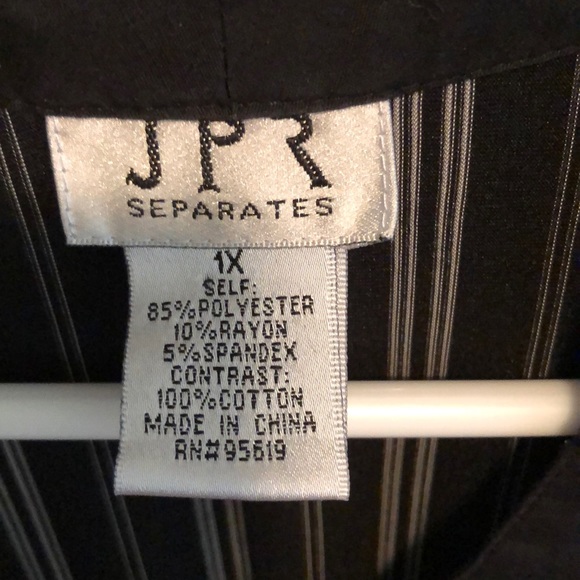 JPR
SEPARATES
1X
SELF:
85%POLYESTER
10%RAYON
5%SPANDEX
CONTRAST:
100%COTTON
MADE IN CHINA
RN#95619